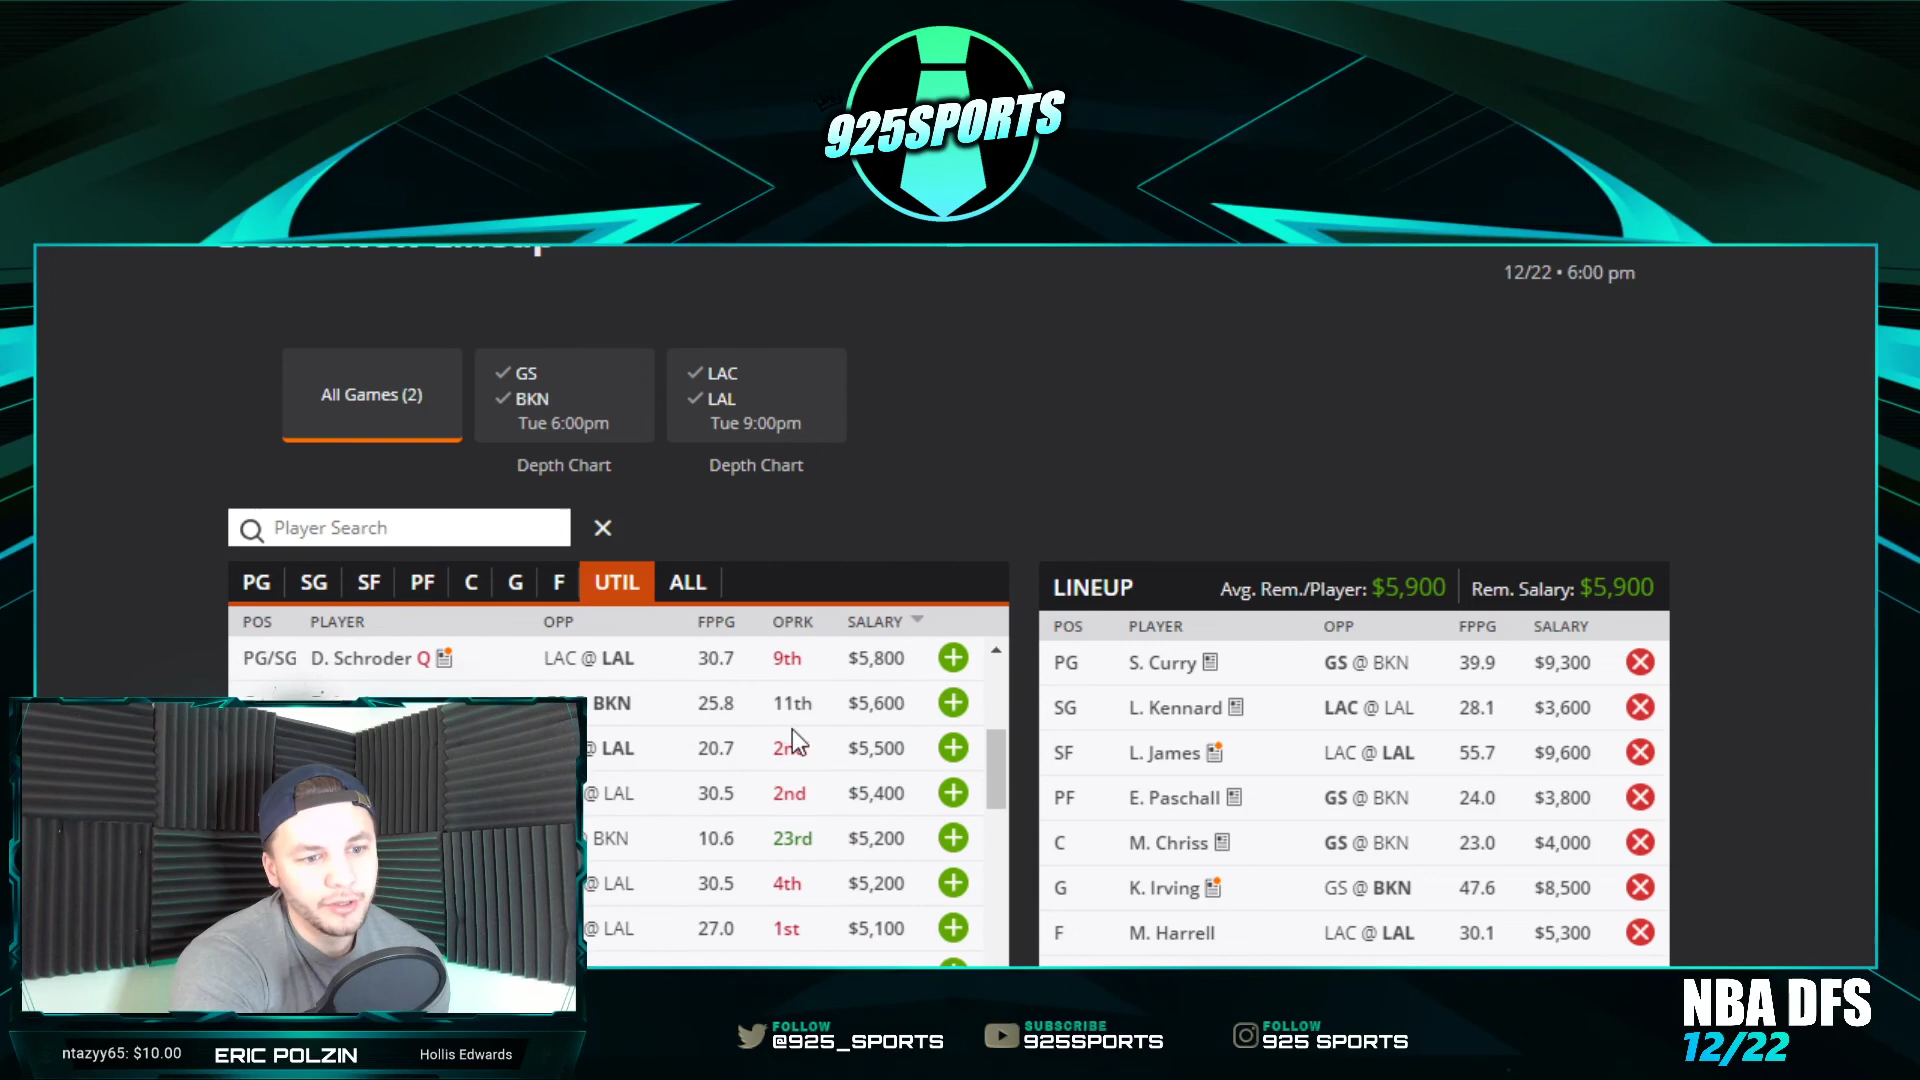 925SPORTS
12/22 • 6:00 pm
All Games (2)
GS
BKN
Tue 6:00pm
LAC
LAL
Tue 9:00pm
Depth Chart
Depth Chart
Player Search
PG SG SF PF C G F UTIL ALL
POS PLAYER OPP FPPG OPRK SALARY
PG/SG D. Schroder Q LAC @ LAL 30.7 9th $5,800
BKN 25.8 11th $5,600
@ LAL 20.7 $5,500
@ LAL 30.5 2nd $5,400
BKN 10.6 23rd $5,200
@ LAL 30.5 4th $5,200
@ LAL 27.0 1st $5,100
LINEUP Avg. Rem./Player: $5,900 Rem. Salary: $5,900
POS PLAYER OPP FPPG SALARY
PG S. Curry GS @ BKN 39.9 $9,300
SG L. Kennard LAC @ LAL 28.1 $3,600
SF L. James LAC @ LAL 55.7 $9,600
PF E. Paschall GS @ BKN 24.0 $3,800
C M. Chriss GS @ BKN 23.0 $4,000
G K. Irving GS @ BKN 47.6 $8,500
F M. Harrell LAC @ LAL 30.1 $5,300
ntazyy65: $10.00 ERIC POLZIN Hollis Edwards
FOLLOW
@925_SPORTS
SUBSCRIBE
925SPORTS
FOLLOW
925 SPORTS
NBA DFS
12/22